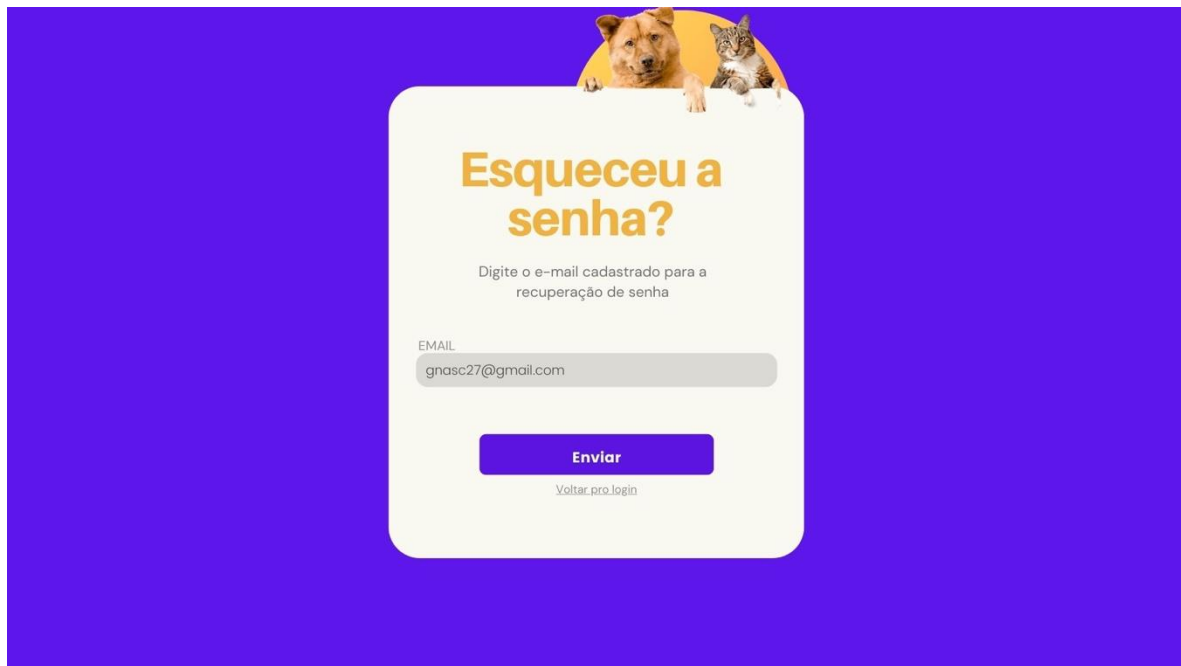 Esqueceu a
senha?
Digite o e-mail cadastrado para a
recuperação de senha
EMAIL
gnasc27@gmail.com
Enviar
Voltar pro login